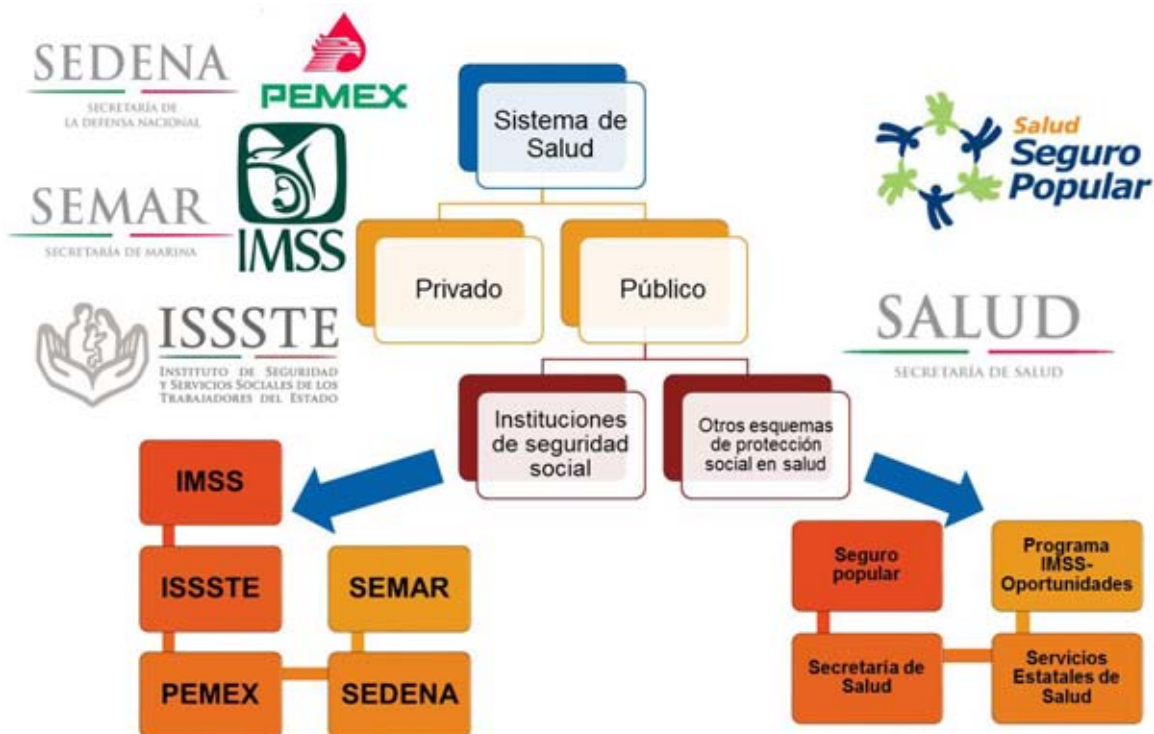 SEDENA
SECRETARÍA DE
LA DEFENSA NACIONAL
PEMEX
SEMAR
SECRETARÍA DE MARINA
IMSS
ISSSTE
INSTITUTO DE SEGURIDAD
Y SERVICIOS SOCIALES DE LOS
TRABAJADORES DEL ESTADO
Sistema de
Salud
Privado
Público
Instituciones
de seguridad
social
Otros esquemas
de protección
social en salud
Salud
Seguro
Popular
SALUD
SECRETARÍA DE SALUD
IMSS
ISSSTE
SEMAR
PEMEX
SEDENA
Seguro
popular
Programa
IMSS-
Oportunidades
Secretaría de
Salud
Servicios
Estatales de
Salud